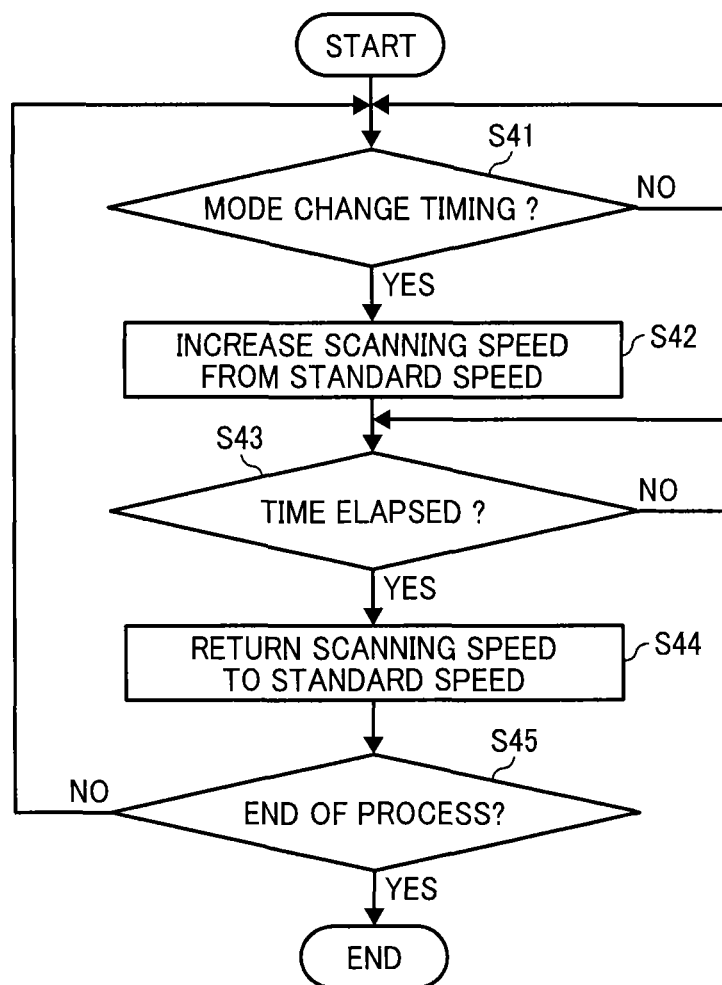 START
S41
MODE CHANGE TIMING ?
NO
YES
INCREASE SCANNING SPEED
FROM STANDARD SPEED
S42
S43
TIME ELAPSED ?
NO
YES
RETURN SCANNING SPEED
TO STANDARD SPEED
S44
S45
NO
END OF PROCESS?
YES
END